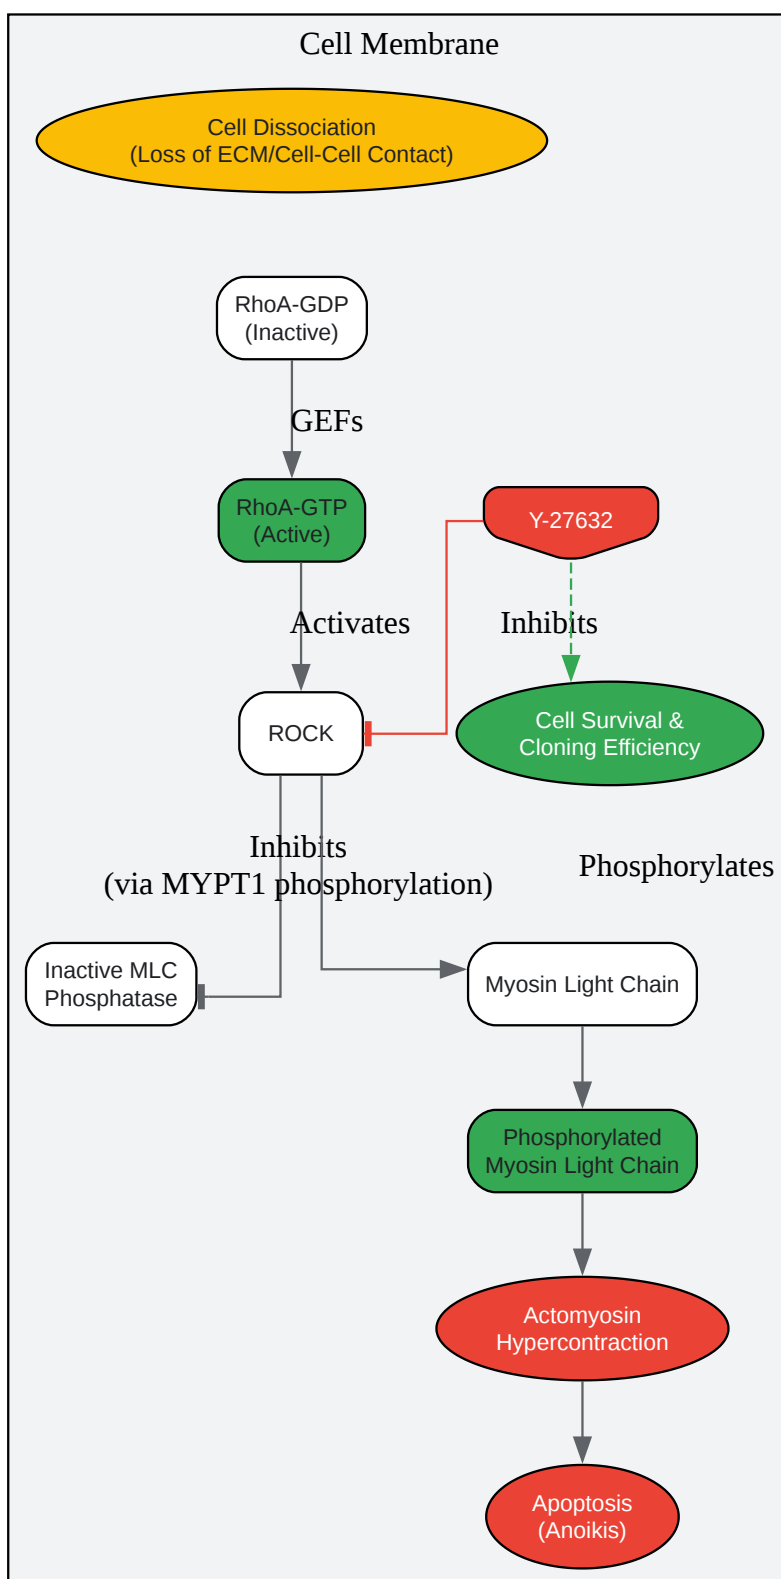 Cell Membrane
Cell Dissociation
(Loss of ECM/Cell-Cell Contact)
RhoA-GDP
(Inactive)
GEFs
RhoA-GTP
(Active)
Y-27632
Activates
Inhibits
ROCK
Cell Survival &
Cloning Efficiency
Inhibits
(via MYPT1 phosphorylation)
Phosphorylates
Inactive MLC
Phosphatase
Myosin Light Chain
Phosphorylated
Myosin Light Chain
Actomyosin
Hypercontraction
Apoptosis
(Anoikis)